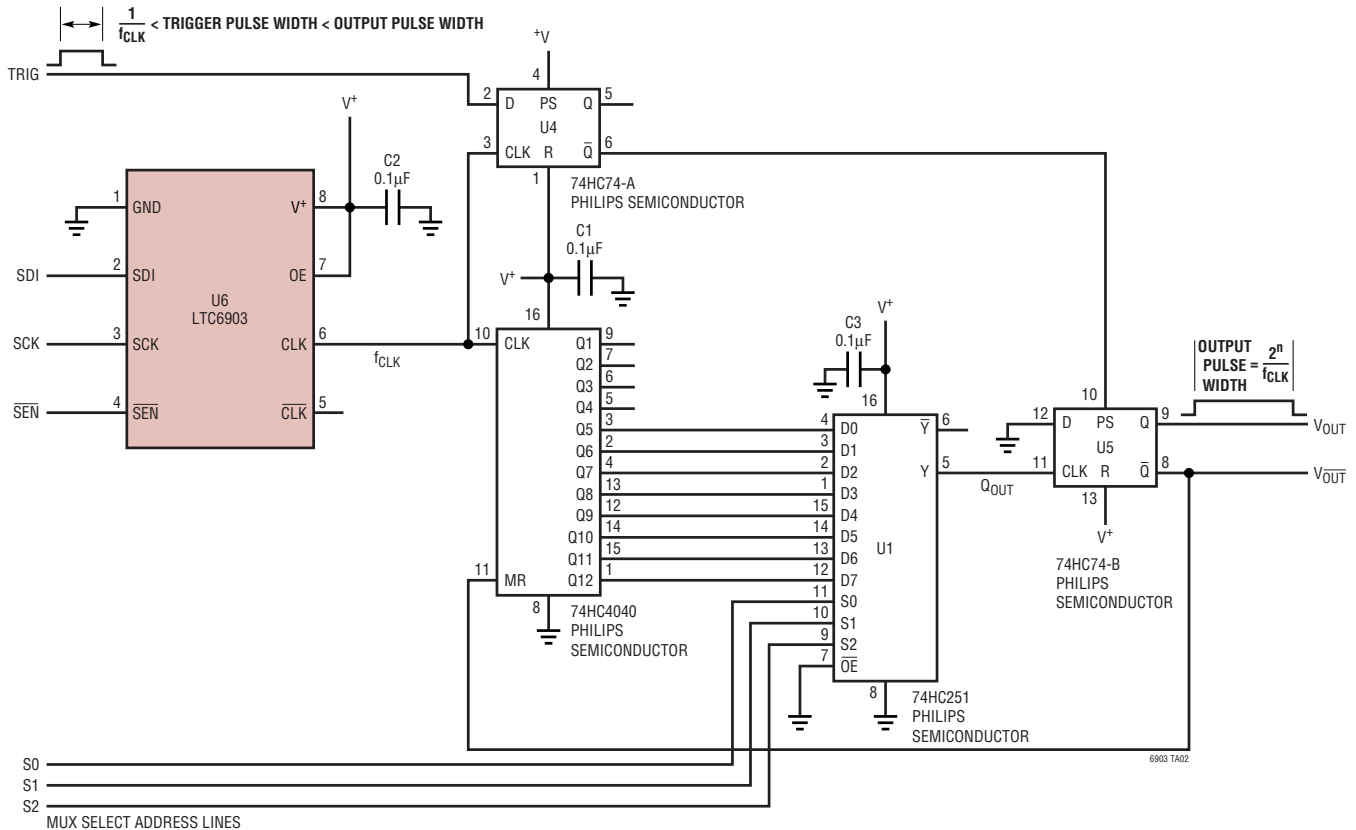 1
fCLK < TRIGGER PULSE WIDTH < OUTPUT PULSE WIDTH
TRIG
+V
4
2 D PS Q 5
U4
3 CLK R Q̅ 6
1
74HC74-A
PHILIPS SEMICONDUCTOR
V+
C2
0.1µF
1 GND V+ 8
SDI 2 SDI OE 7
U6
LTC6903
SCK 3 SCK CLK 6
fCLK
S̅E̅N̅ 4 S̅E̅N̅ C̅L̅K̅ 5
C1
0.1µF
V+
16
10 CLK Q1 9
Q2 7
Q3 6
Q4 5
Q5 3
Q6 2
Q7 4
Q8 13
Q9 12
Q10 14
Q11 15
11 MR Q12 1
8
74HC4040
PHILIPS
SEMICONDUCTOR
V+
C3
0.1µF
16
4 D0 Y̅ 6
3 D1
2 D2 Y 5
1 D3
15 D4
14 D5
13 D6
12 D7
U1
11 S0
10 S1
9 S2
7 O̅E̅
8
74HC251
PHILIPS
SEMICONDUCTOR
QOUT
10
12 D PS Q 9
U5
11 CLK R Q̅ 8
13
V+
74HC74-B
PHILIPS
SEMICONDUCTOR
OUTPUT
PULSE = 2n
WIDTH fCLK
VOUT
VO̅U̅T̅
6903 TA02
S0
S1
S2
MUX SELECT ADDRESS LINES